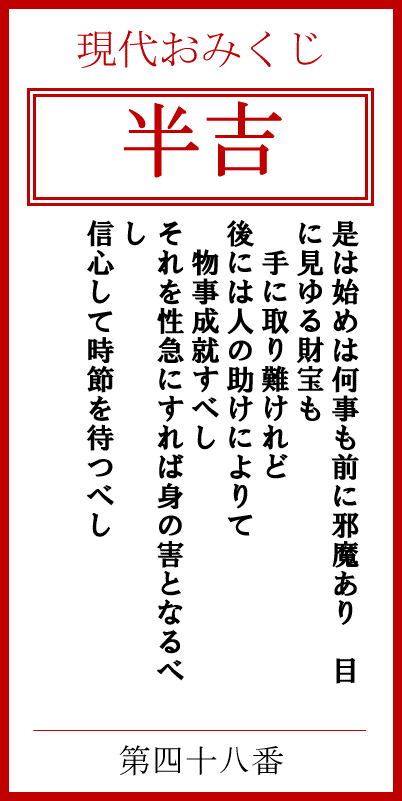 現代おみくじ
半吉
是は始めは何事も前に邪魔あり　目
に見ゆる財宝も
　手に取り難けれど
後には人の助けによりて
　物事成就すべし
それを性急にすれば身の害となるべ
し
信心して時節を待つべし
第四十八番